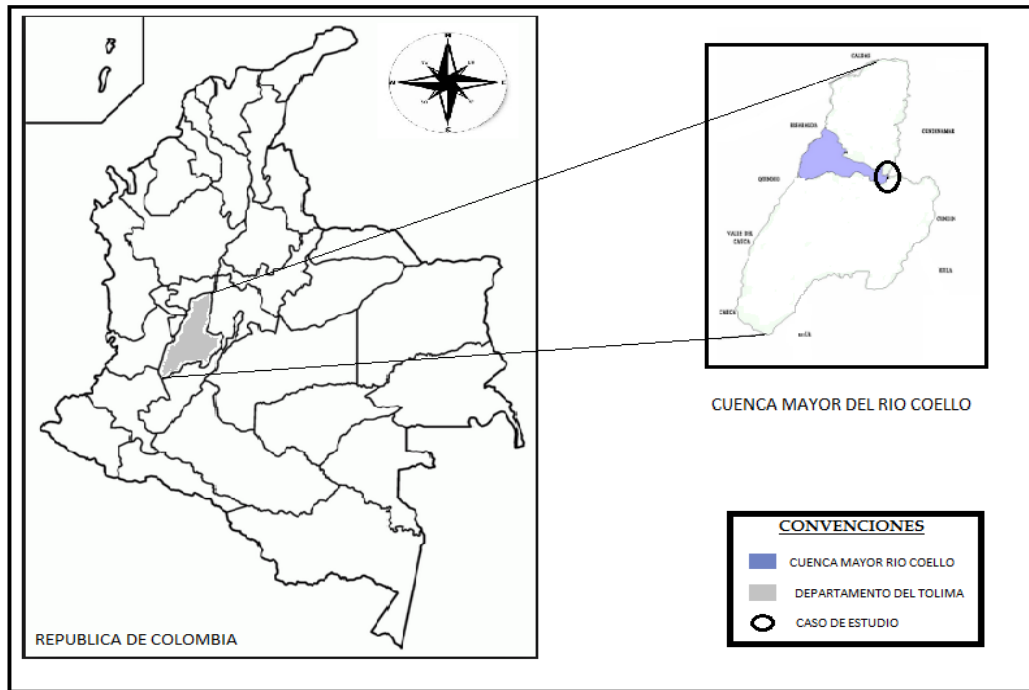 N
E
S
W
CALDAS
RISARALDA
QUINDIO
VALLE DEL
CAUCA
CAUCA
HUILA
CUENCA MAYOR DEL RIO COELLO
CONVENCIONES
CUENCA MAYOR RIO COELLO
DEPARTAMENTO DEL TOLIMA
CASO DE ESTUDIO
REPUBLICA DE COLOMBIA